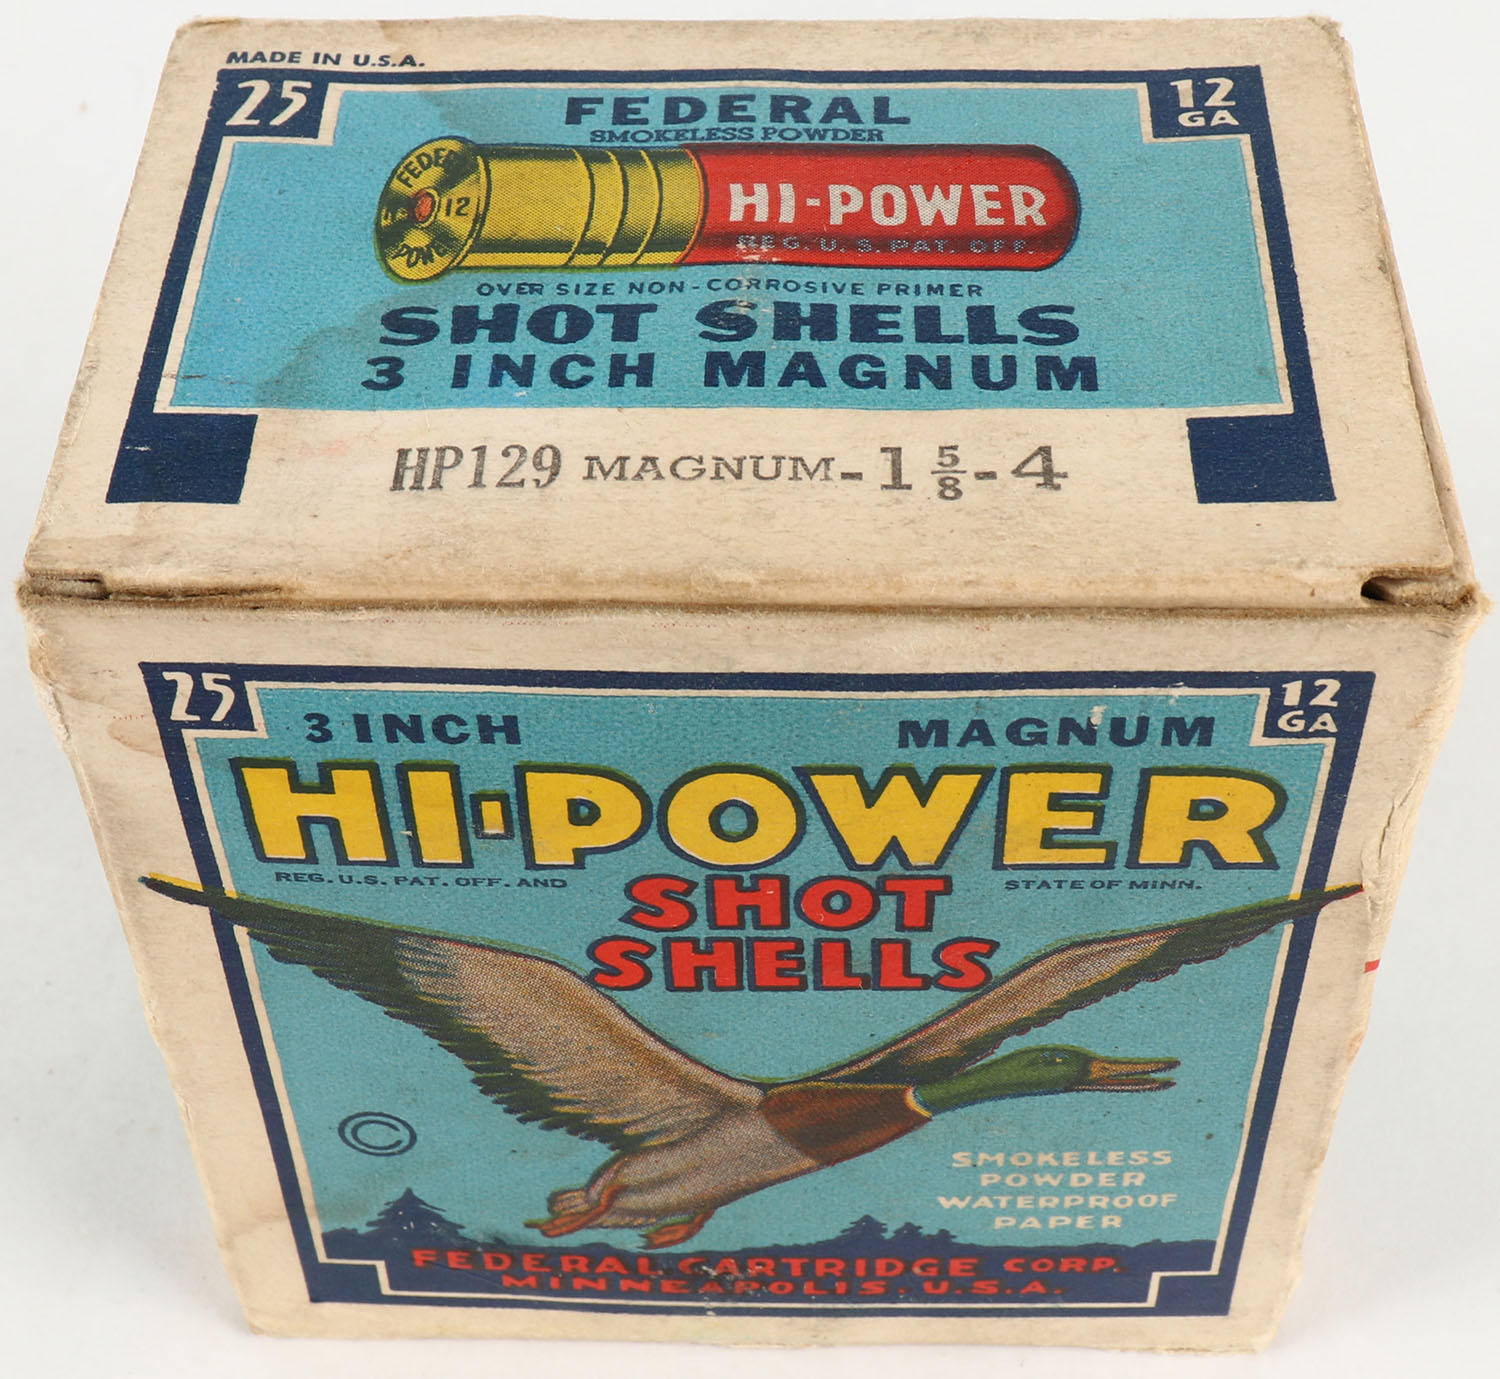 MADE IN U.S.A.
25
12
GA
FEDERAL
SMOKELESS POWDER
FEDE
12
POW
HI-POWER
REG. U. S. PAT. OFF.
OVER SIZE NON-CORROSIVE PRIMER
SHOT SHELLS
3 INCH MAGNUM
HP129 MAGNUM-1 5/8-4
25
12
GA
3 INCH MAGNUM
HI-POWER
REG. U.S. PAT. OFF. AND STATE OF MINN.
SHOT
SHELLS
©
SMOKELESS
POWDER
WATERPROOF
PAPER
FEDERAL CARTRIDGE CORP.
MINNEAPOLIS, U.S.A.